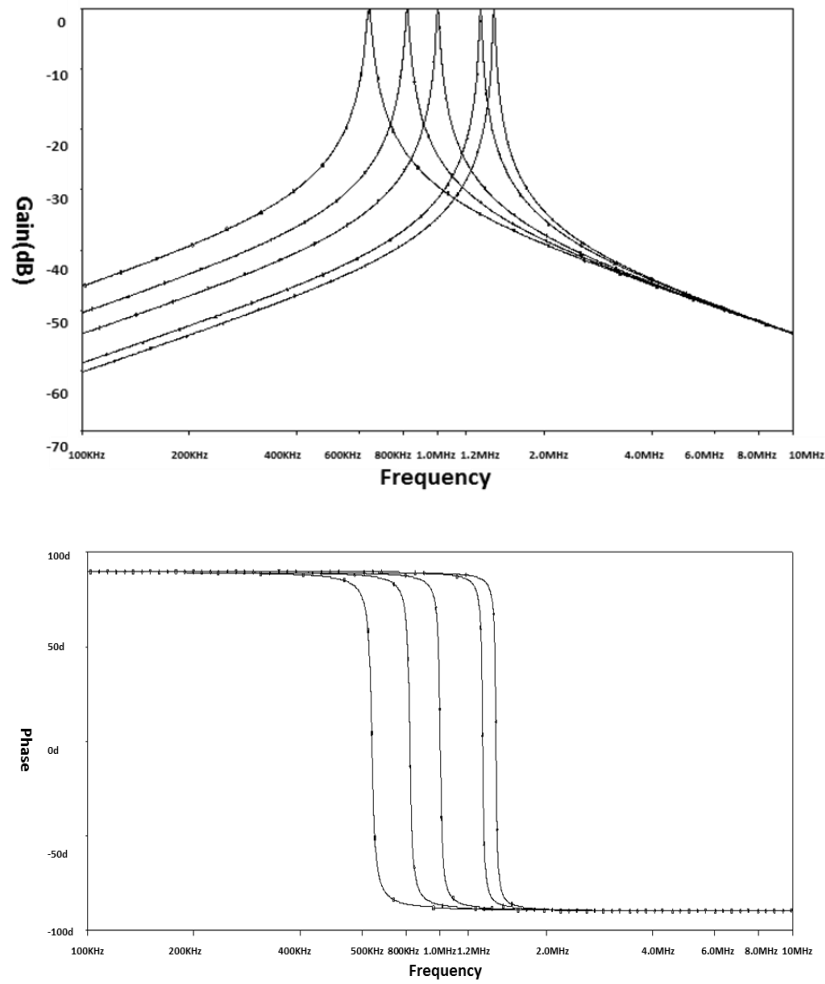 0
-10
-20
-30
-40
-50
-60
-70
Gain(dB)
100KHz 200KHz 400KHz 600KHz 800KHz 1.0MHz 1.2MHz 2.0MHz 4.0MHz 6.0MHz 8.0MHz 10MHz
Frequency
100d
50d
0d
-50d
-100d
Phase
100KHz 200KHz 400KHz 500KHz 800KHz 1.0MHz 1.2MHz 2.0MHz 4.0MHz 6.0MHz 8.0MHz 10MHz
Frequency